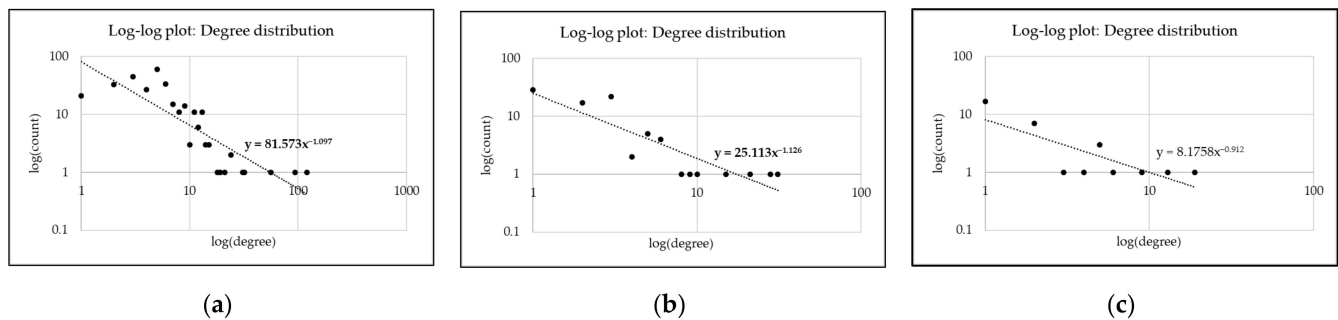 Log-log plot: Degree distribution
100
10
1
0.1
log(count)
1
10
100
1000
log(degree)
y = 81.573x⁻¹·⁰⁹⁷
(a)
Log-log plot: Degree distribution
100
10
1
0.1
log(count)
1
10
100
log(degree)
y = 25.113x⁻¹·¹²⁶
(b)
Log-log plot: Degree distribution
100
10
1
0.1
log(count)
1
10
100
log(degree)
y = 8.1758x⁻⁰·⁹¹²
(c)